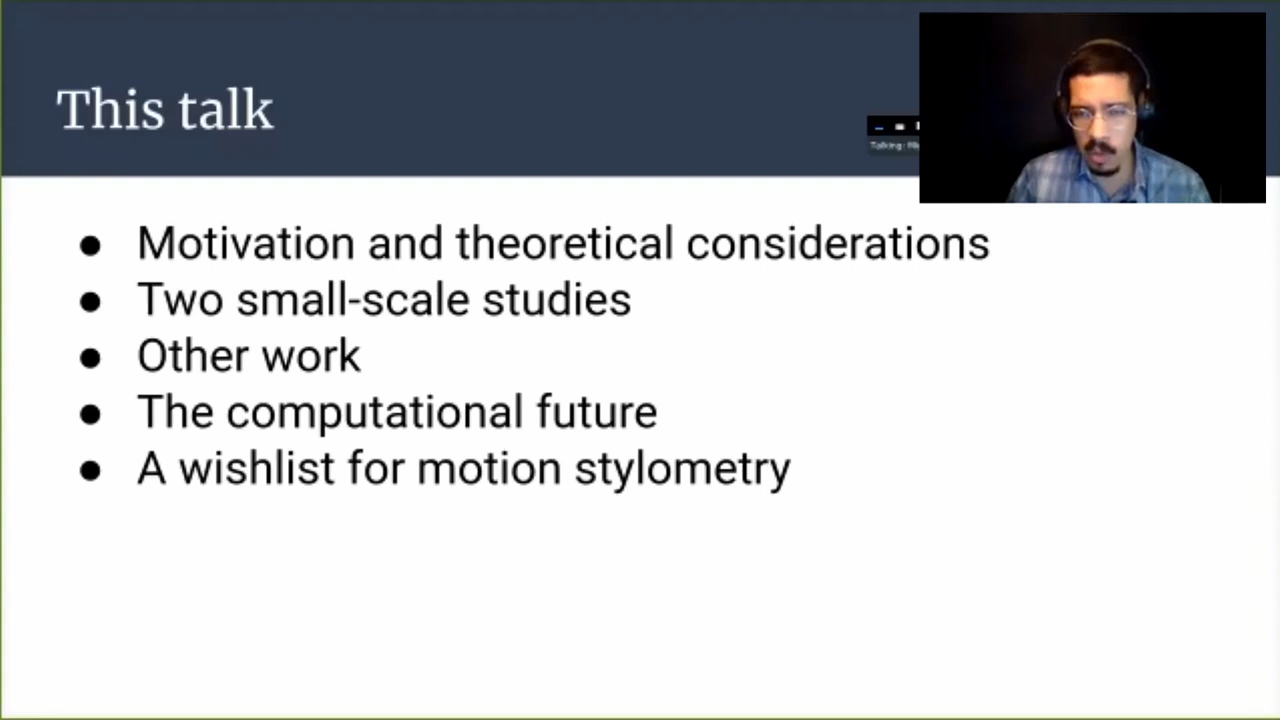 This talk
Talking:
● Motivation and theoretical considerations
● Two small-scale studies
● Other work
● The computational future
● A wishlist for motion stylometry